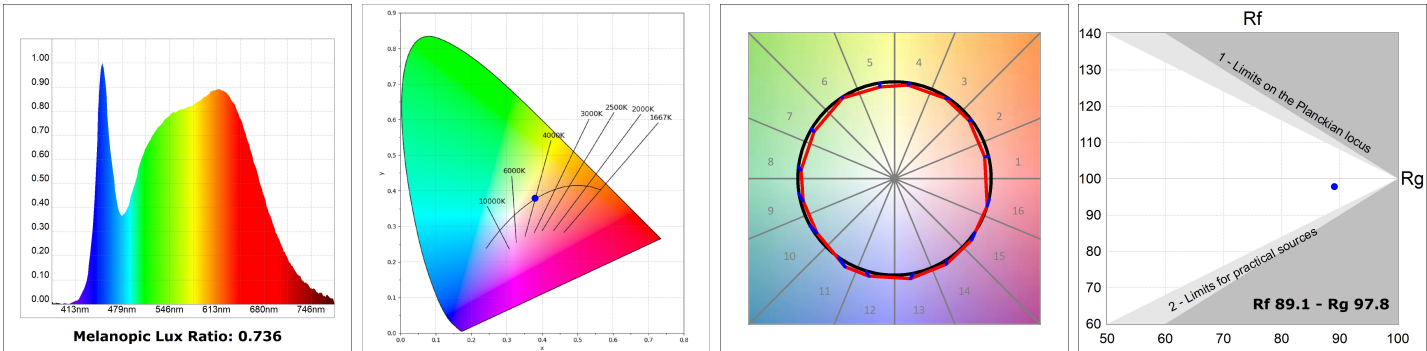 1.00
0.90
0.80
0.70
0.60
0.50
0.40
0.30
0.20
0.10
0.00
413nm 479nm 546nm 613nm 680nm 746nm
Melanopic Lux Ratio: 0.736
0.9
0.8
0.7
0.6
0.5
0.4
0.3
0.2
0.1
0.0
y
0.0 0.1 0.2 0.3 0.4 0.5 0.6 0.7 0.8
x
10000K
6000K
4000K
3000K
2500K
2000K
1667K
1
2
3
4
5
6
7
8
9
10
11
12
13
14
15
16
Rf
140
130
120
110
100
90
80
70
60
50 60 70 80 90 100
Rg
1 - Limits on the Planckian locus
2 - Limits for practical sources
Rf 89.1 - Rg 97.8